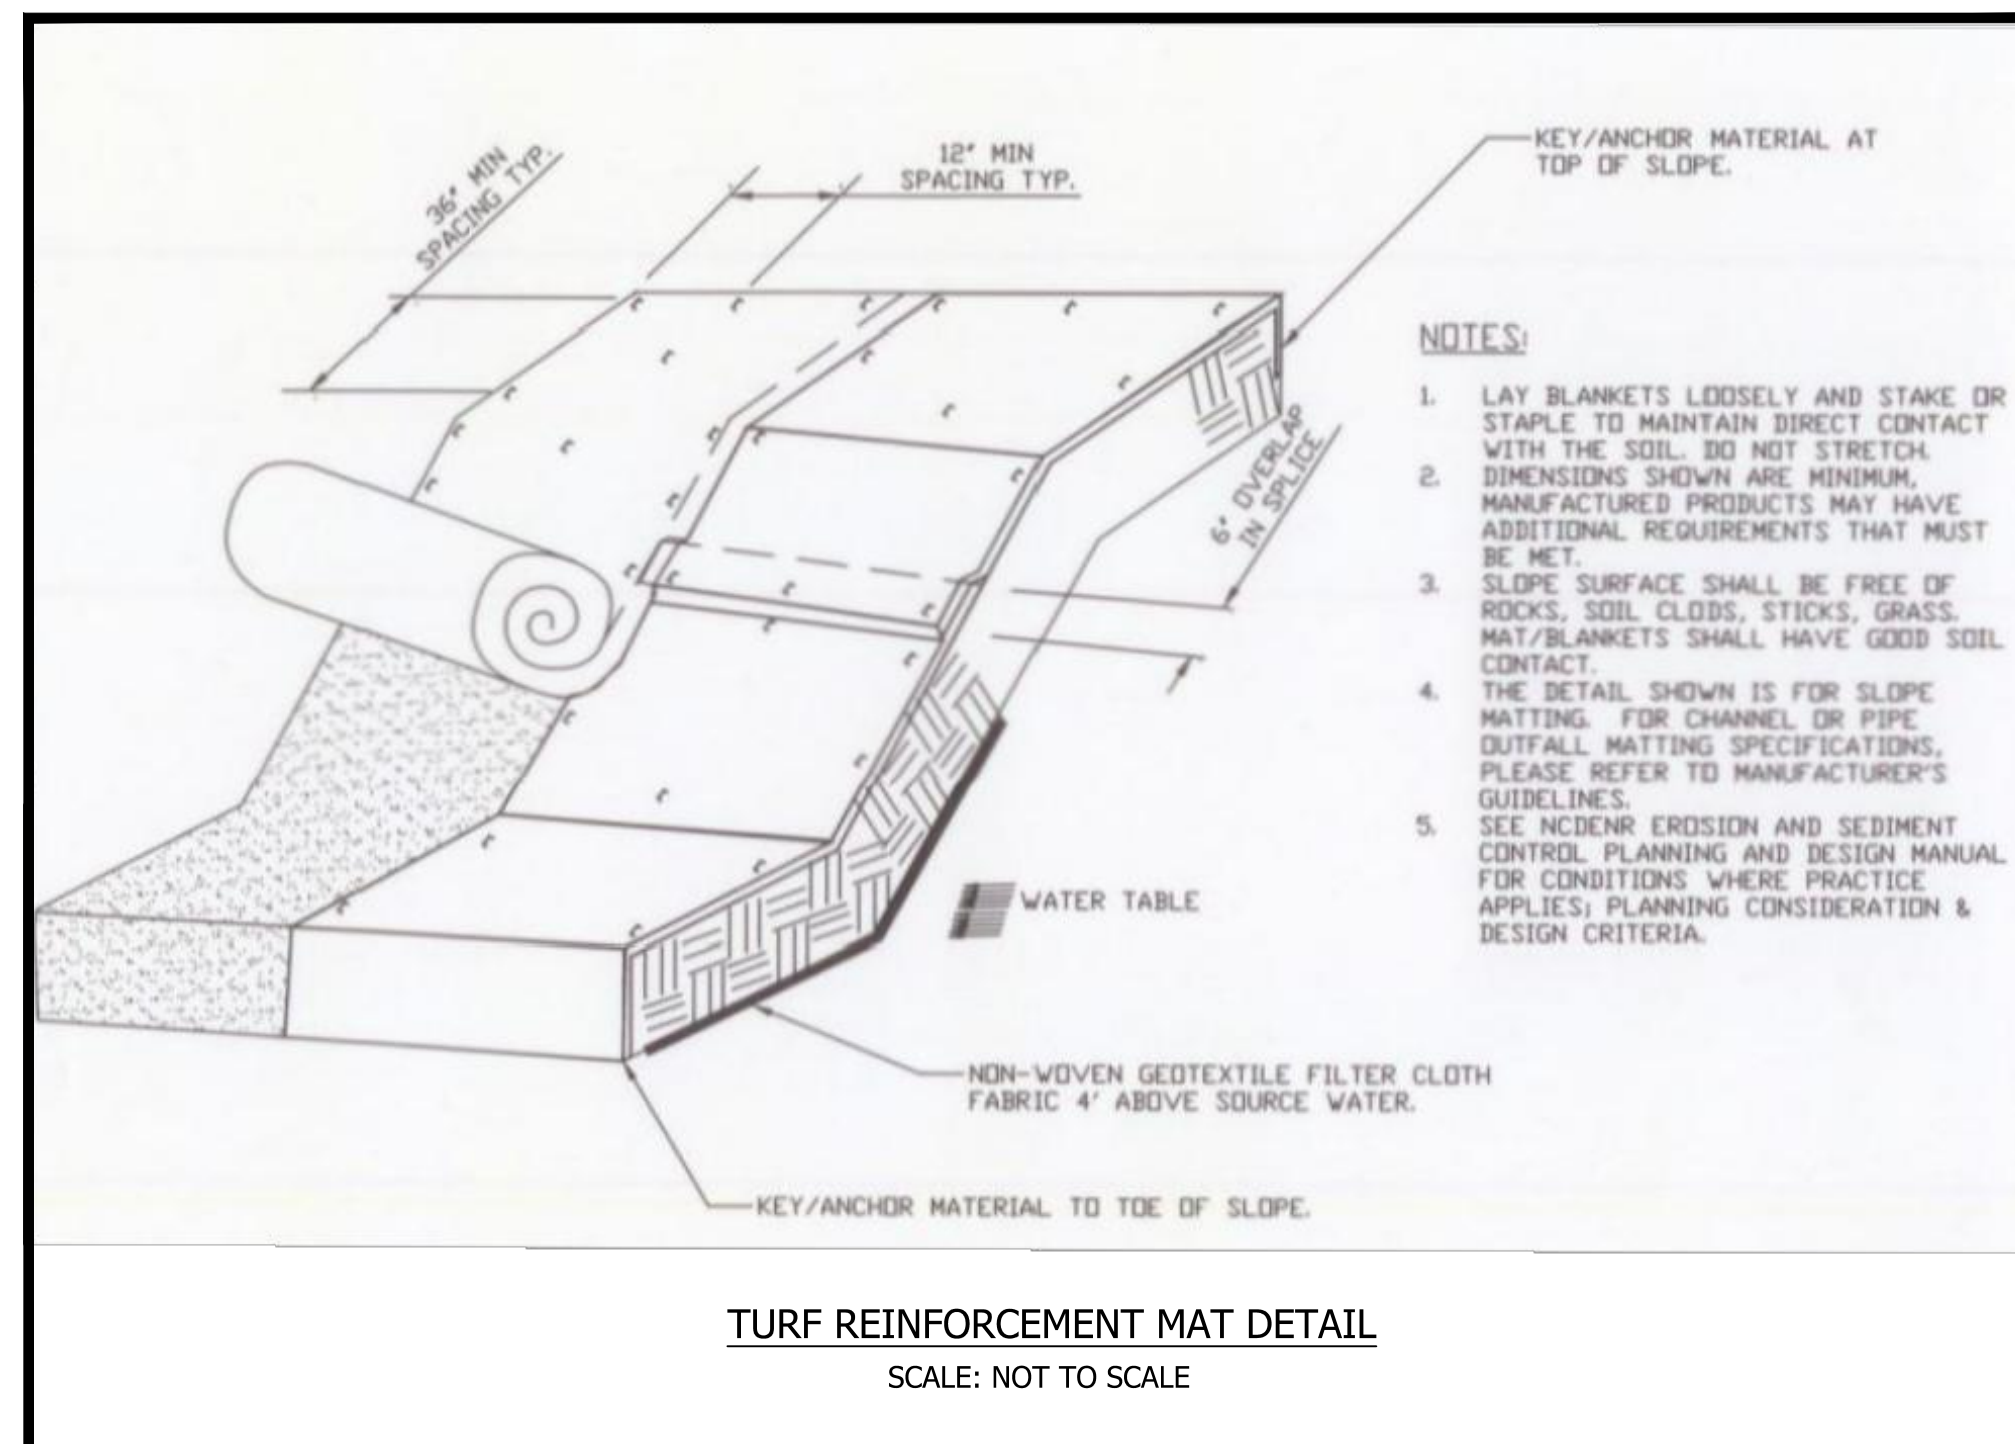 36" MIN
SPACING TYP.
12" MIN
SPACING TYP.
KEY/ANCHOR MATERIAL AT
TOP OF SLOPE.
6" OVERLAP
IN SPLICE
NOTES:
1. LAY BLANKETS LOOSELY AND STAKE OR
STAPLE TO MAINTAIN DIRECT CONTACT
WITH THE SOIL. DO NOT STRETCH.
2. DIMENSIONS SHOWN ARE MINIMUM,
MANUFACTURED PRODUCTS MAY HAVE
ADDITIONAL REQUIREMENTS THAT MUST
BE MET.
3. SLOPE SURFACE SHALL BE FREE OF
ROCKS, SOIL CLODS, STICKS, GRASS.
MAT/BLANKETS SHALL HAVE GOOD SOIL
CONTACT.
4. THE DETAIL SHOWN IS FOR SLOPE
MATTING. FOR CHANNEL OR PIPE
OUTFALL MATTING SPECIFICATIONS,
PLEASE REFER TO MANUFACTURER'S
GUIDELINES.
5. SEE NCDENR EROSION AND SEDIMENT
CONTROL PLANNING AND DESIGN MANUAL
FOR CONDITIONS WHERE PRACTICE
APPLIES; PLANNING CONSIDERATION &
DESIGN CRITERIA.
WATER TABLE
NON-WOVEN GEOTEXTILE FILTER CLOTH
FABRIC 4' ABOVE SOURCE WATER.
KEY/ANCHOR MATERIAL TO TOE OF SLOPE.
TURF REINFORCEMENT MAT DETAIL
SCALE: NOT TO SCALE